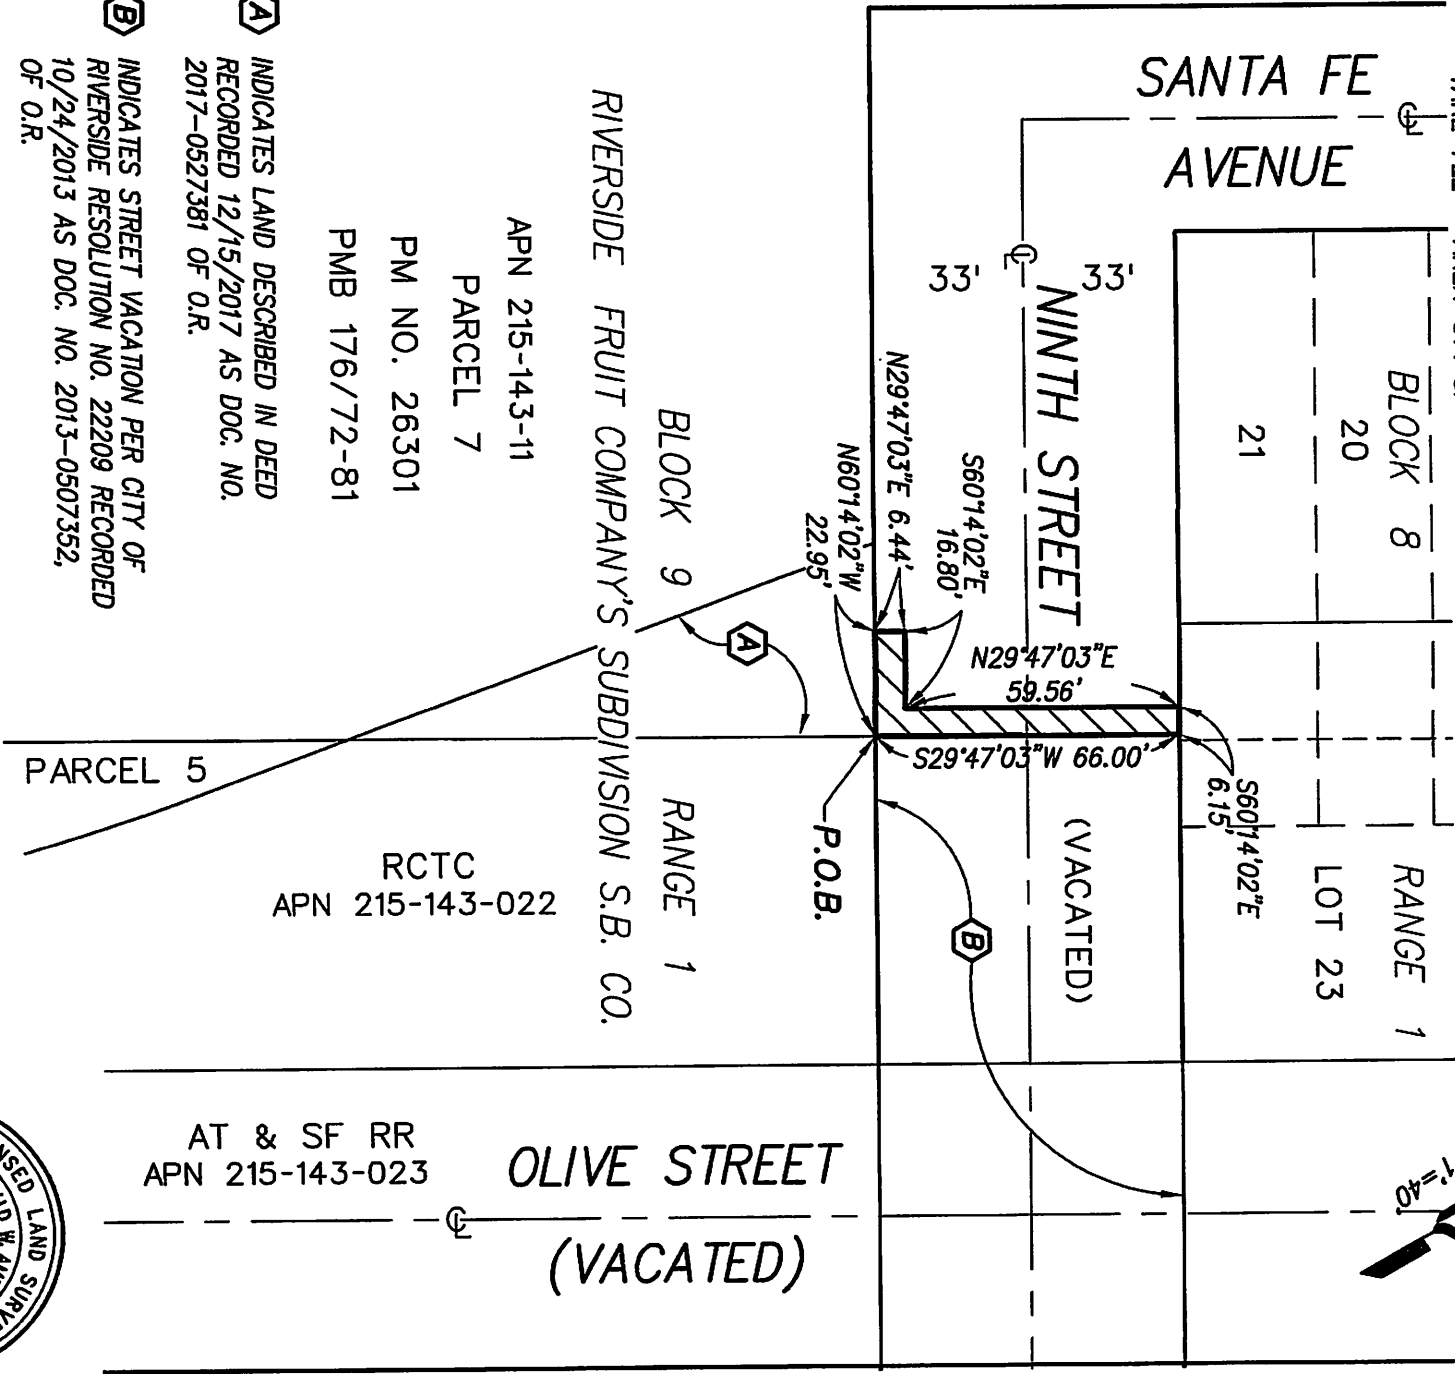 SANTA FE
AVENUE
℄
33'
33'
℄
NINTH STREET
BLOCK 8
20
21
RANGE 1
LOT 23
N29°47'03"E 6.44'
S60°14'02"E
16.80'
N60°14'02"W
22.95'
N29°47'03"E
59.56'
S29°47'03"W 66.00'
S60°14'02"E
6.15'
P.O.B.
(VACATED)
A
B
BLOCK 9
RANGE 1
RIVERSIDE FRUIT COMPANY'S SUBDIVISION S.B. CO.
APN 215-143-11
PARCEL 7
PM NO. 26301
PMB 176/72-81
PARCEL 5
RCTC
APN 215-143-022
AT & SF RR
APN 215-143-023
OLIVE STREET
℄
(VACATED)
1"=40'
A INDICATES LAND DESCRIBED IN DEED
RECORDED 12/15/2017 AS DOC. NO.
2017-0527381 OF O.R.
B INDICATES STREET VACATION PER CITY OF
RIVERSIDE RESOLUTION NO. 22209 RECORDED
10/24/2013 AS DOC. NO. 2013-0507352,
OF O.R.
LAND